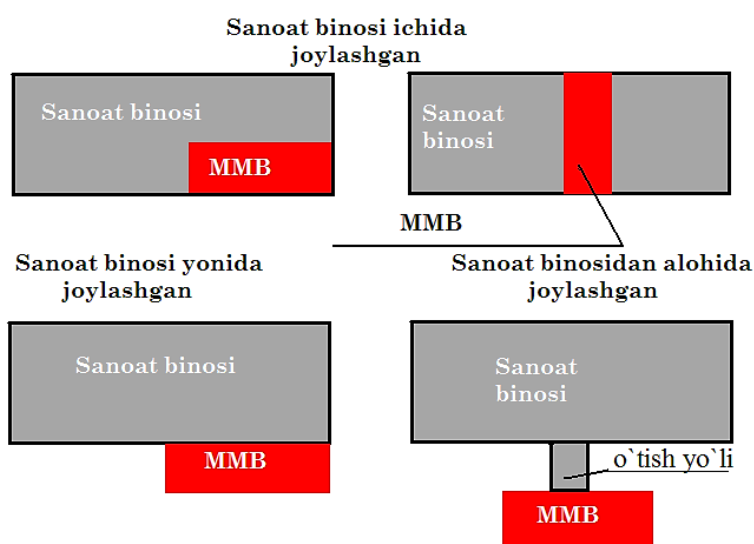 Sanoat binosi ichida
joylashgan
Sanoat binosi
MMB
Sanoat
binosi
MMB
Sanoat binosi yonida
joylashgan
Sanoat binosidan alohida
joylashgan
Sanoat binosi
MMB
Sanoat
binosi
o`tish yo`li
MMB